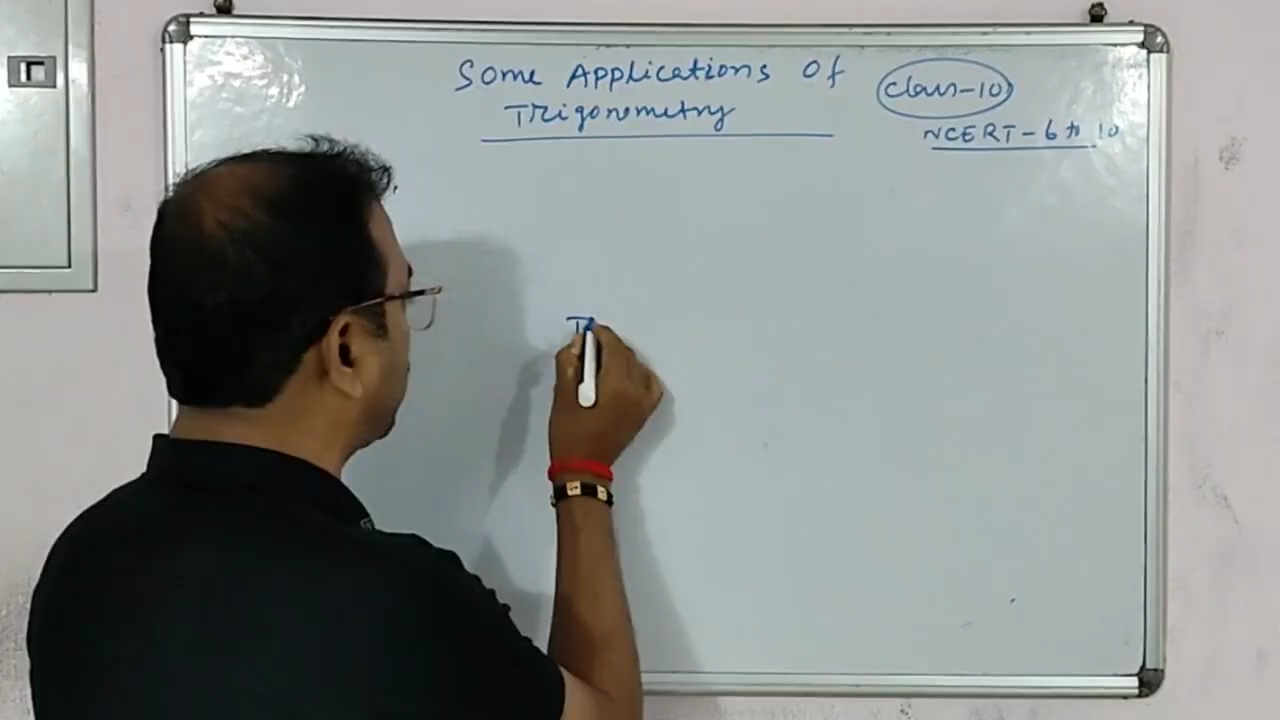 Some Applications Of
Trigonometry
Class-10
NCERT - 6 to 10
T